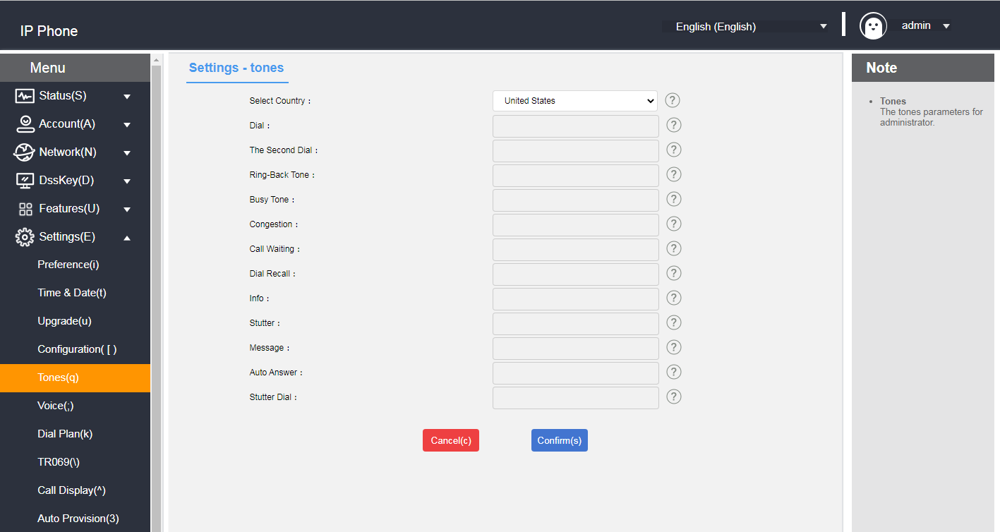 IP Phone
English (English)
admin
Menu
Status(S)
Account(A)
Network(N)
DssKey(D)
Features(U)
Settings(E)
Preference(i)
Time & Date(t)
Upgrade(u)
Configuration( [ )
Tones(q)
Voice(;)
Dial Plan(k)
TR069(\)
Call Display(^)
Auto Provision(3)
Settings - tones
Select Country : United States ?
Dial : ?
The Second Dial : ?
Ring-Back Tone : ?
Busy Tone : ?
Congestion : ?
Call Waiting : ?
Dial Recall : ?
Info : ?
Stutter : ?
Message : ?
Auto Answer : ?
Stutter Dial : ?
Cancel(c) Confirm(s)
Note
• Tones
The tones parameters for
administrator.